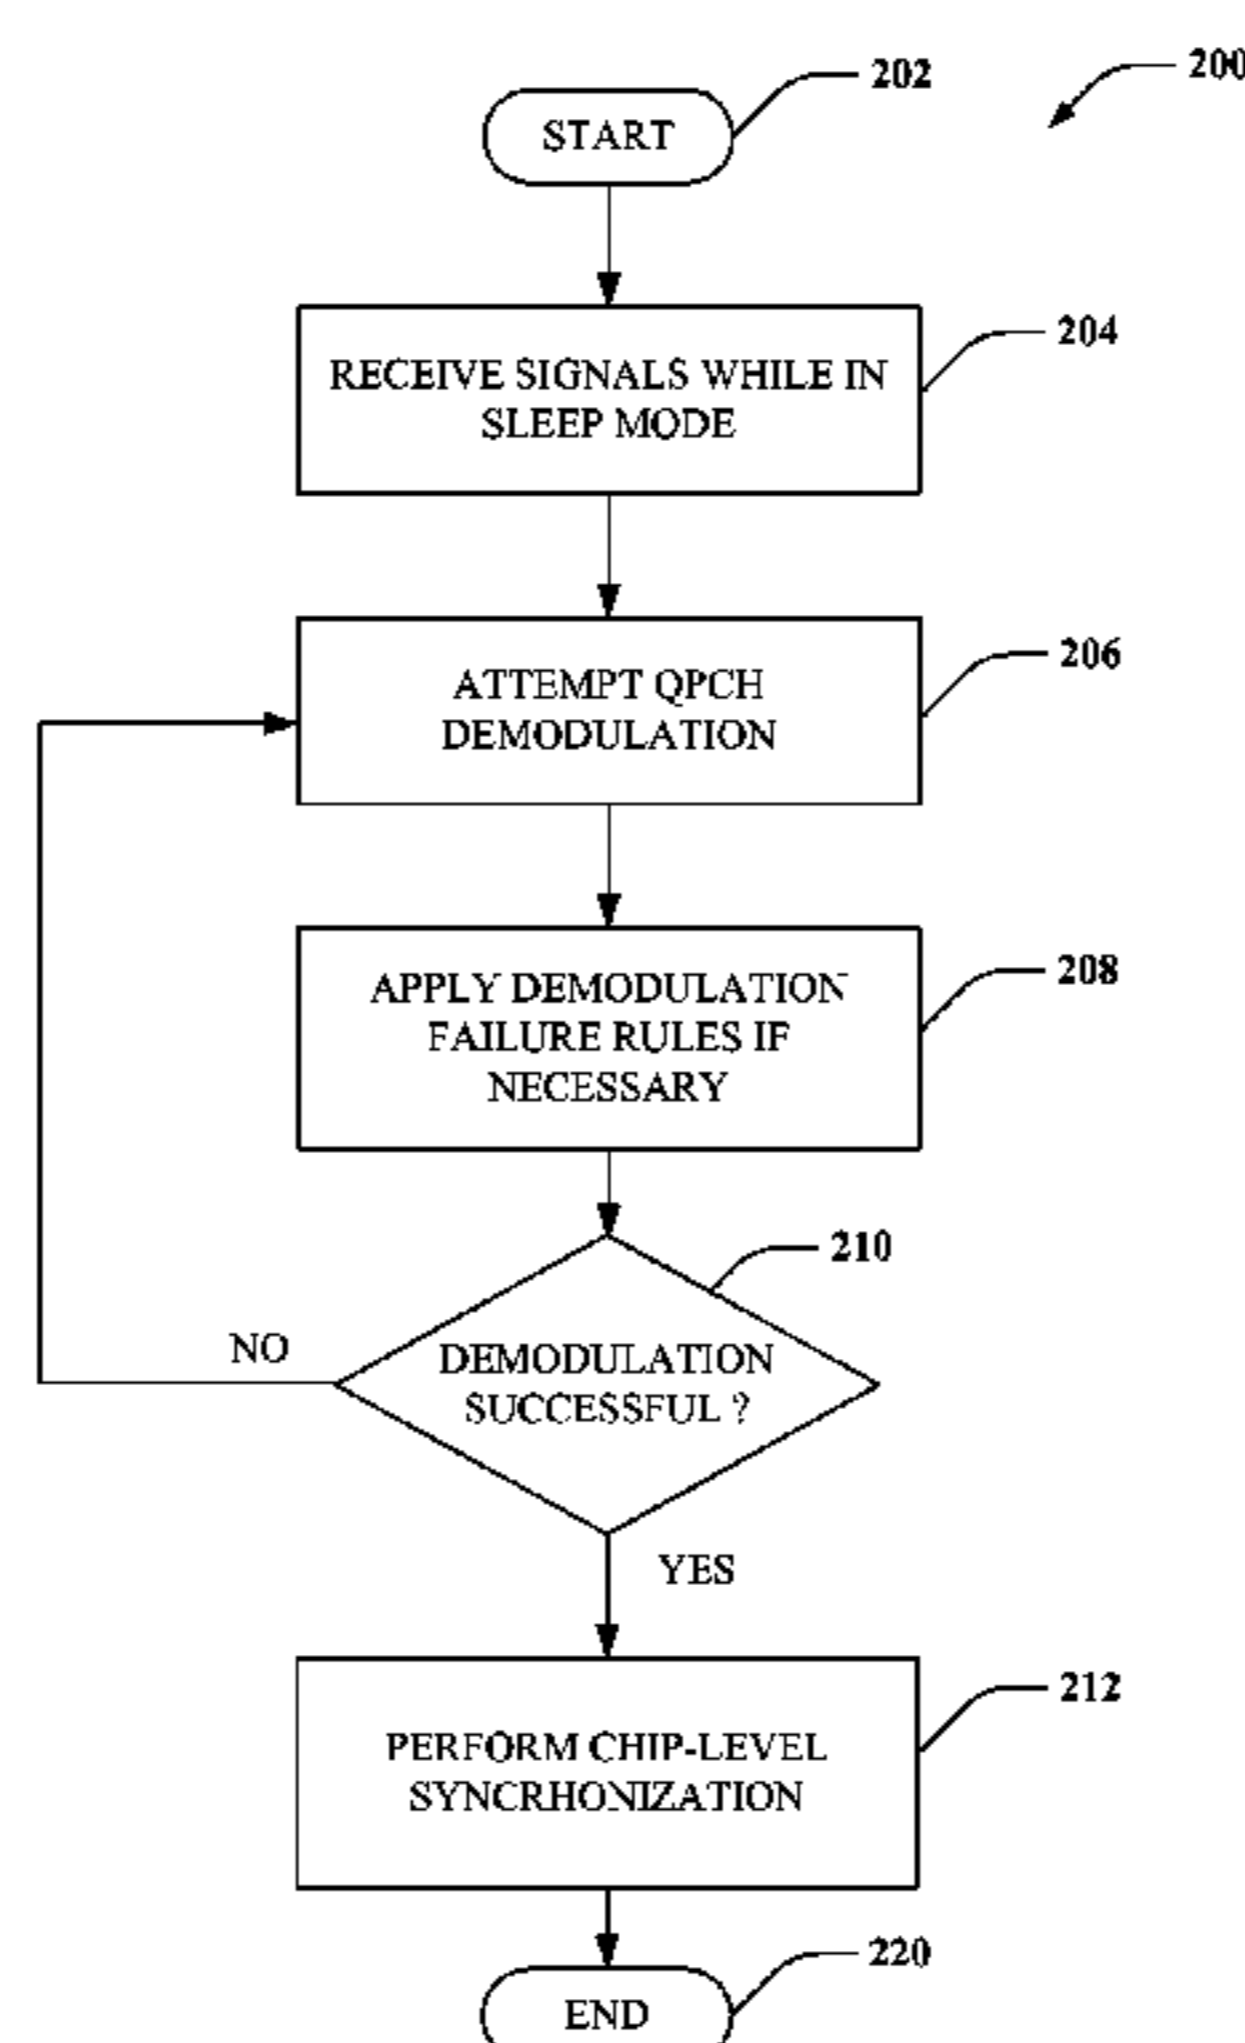 200
202
START
204
RECEIVE SIGNALS WHILE IN
SLEEP MODE
206
ATTEMPT QPCH
DEMODULATION
208
APPLY DEMODULATION
FAILURE RULES IF
NECESSARY
210
DEMODULATION
SUCCESSFUL ?
NO
YES
212
PERFORM CHIP-LEVEL
SYNCRHONIZATION
220
END